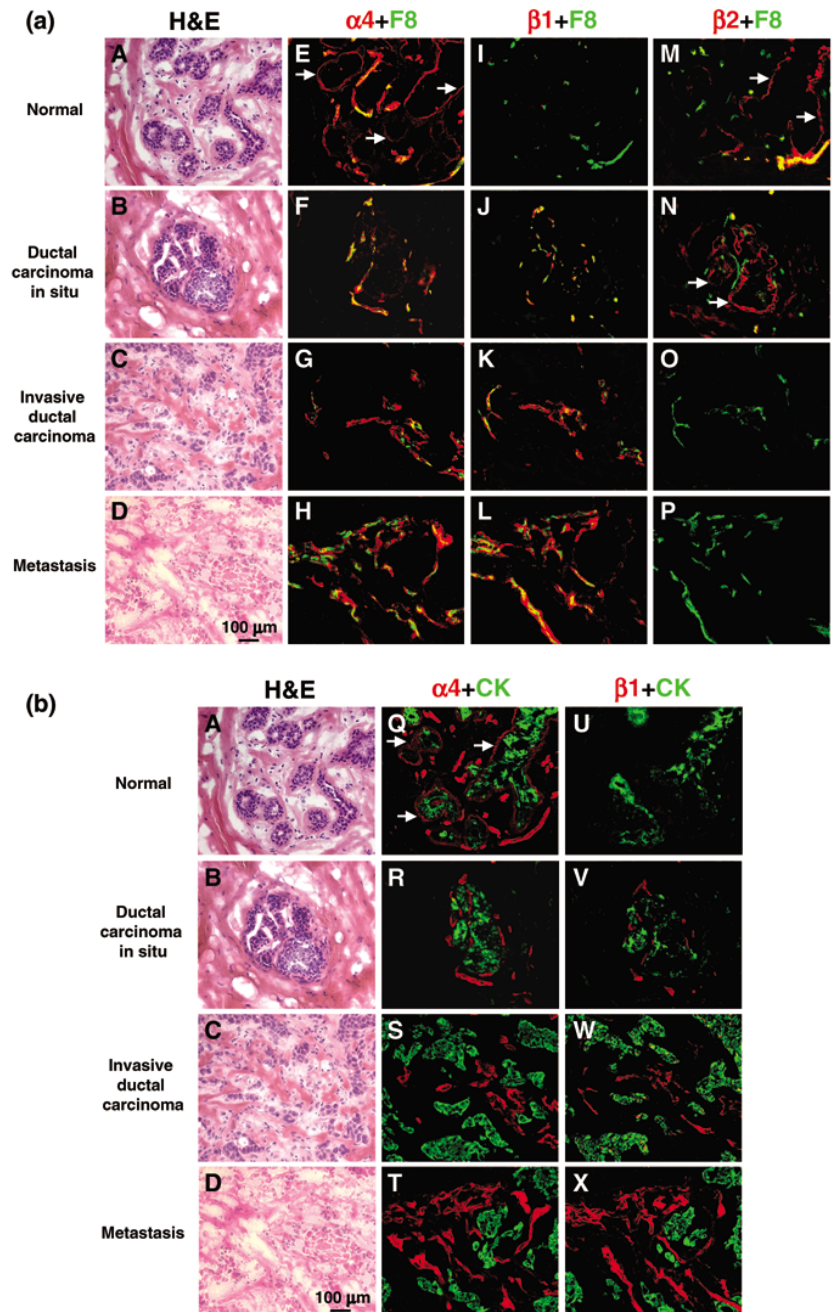 (a)
H&E
α4+F8
β1+F8
β2+F8
Normal
A
E
I
M
Ductal
carcinoma
in situ
B
F
J
N
Invasive
ductal
carcinoma
C
G
K
O
Metastasis
D
H
L
P
100 μm
(b)
H&E
α4+CK
β1+CK
Normal
A
Q
U
Ductal
carcinoma
in situ
B
R
V
Invasive
ductal
carcinoma
C
S
W
Metastasis
D
T
X
100 μm